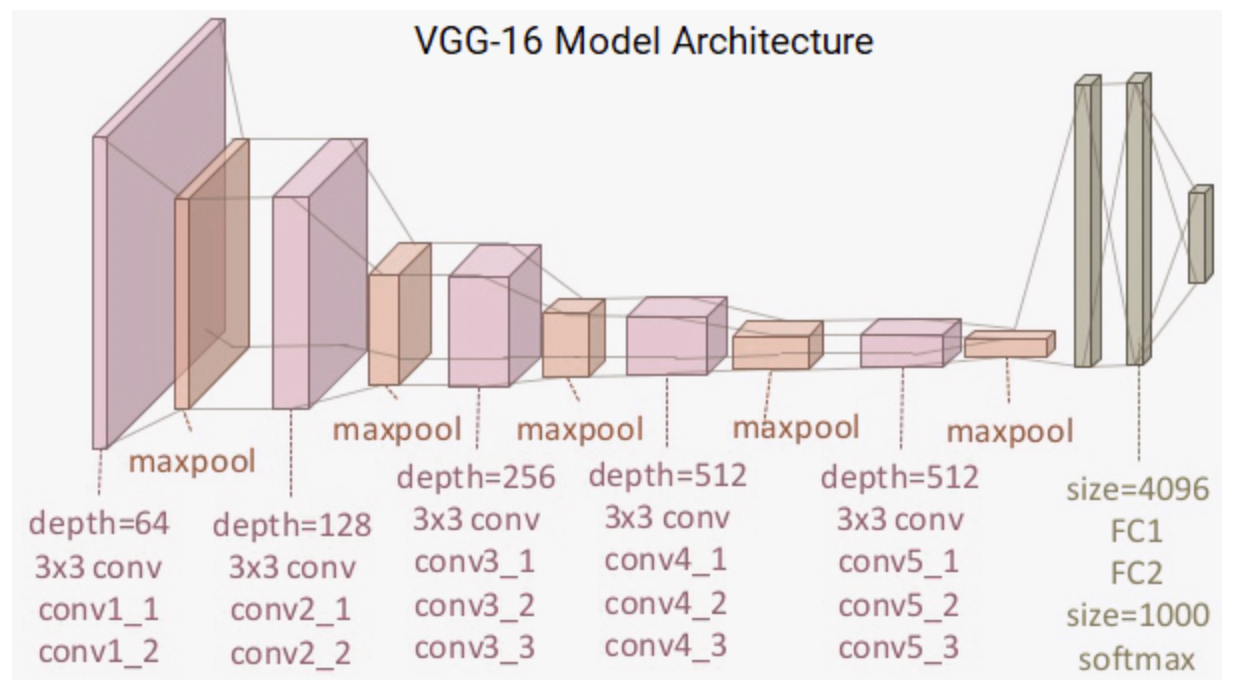 VGG-16 Model Architecture
maxpool
maxpool
maxpool
maxpool
maxpool
depth=64
3x3 conv
conv1_1
conv1_2
depth=128
3x3 conv
conv2_1
conv2_2
depth=256
3x3 conv
conv3_1
conv3_2
conv3_3
depth=512
3x3 conv
conv4_1
conv4_2
conv4_3
depth=512
3x3 conv
conv5_1
conv5_2
conv5_3
size=4096
FC1
FC2
size=1000
softmax